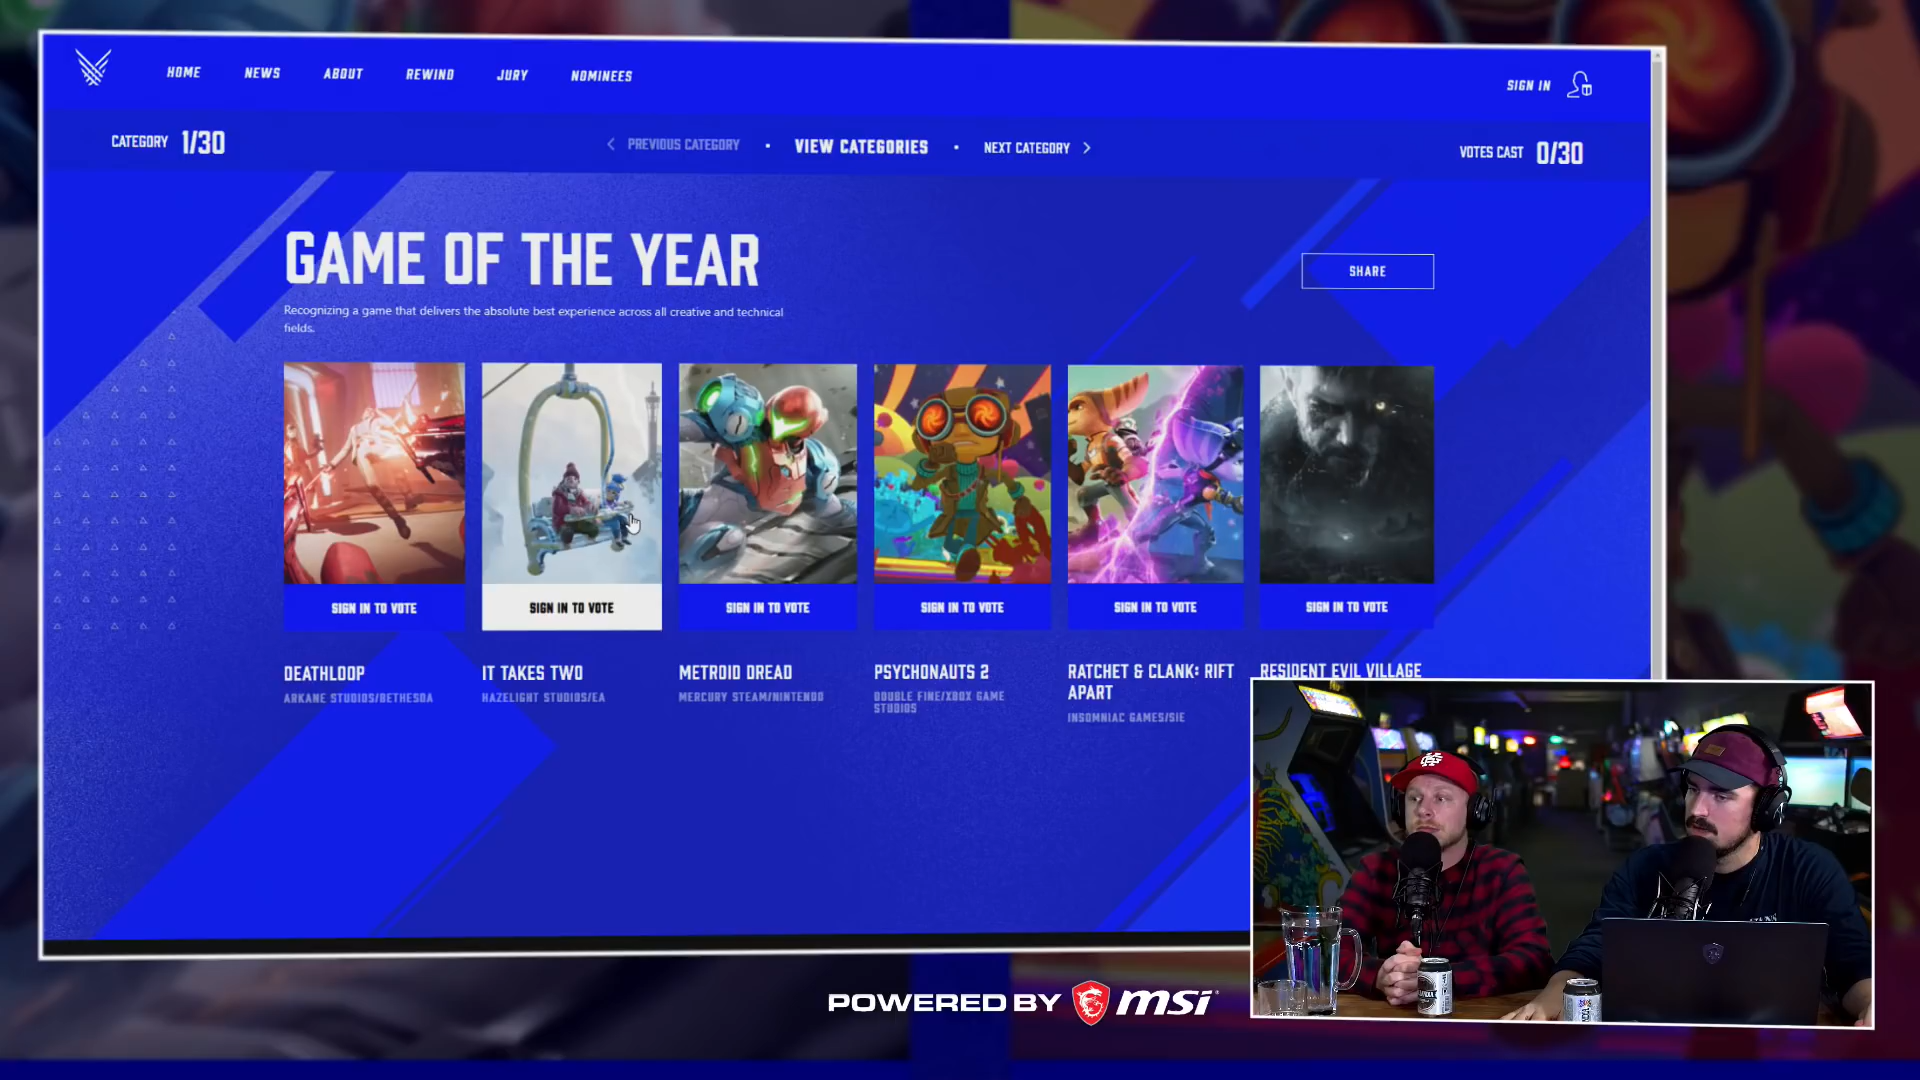 HOME NEWS ABOUT REWIND JURY NOMINEES
SIGN IN
CATEGORY 1/30
PREVIOUS CATEGORY • VIEW CATEGORIES • NEXT CATEGORY
VOTES CAST 0/30
GAME OF THE YEAR
SHARE
Recognizing a game that delivers the absolute best experience across all creative and technical
fields.
SIGN IN TO VOTE
SIGN IN TO VOTE
SIGN IN TO VOTE
SIGN IN TO VOTE
SIGN IN TO VOTE
SIGN IN TO VOTE
DEATHLOOP
ARKANE STUDIOS/BETHESDA
IT TAKES TWO
HAZELIGHT STUDIOS/EA
METROID DREAD
MERCURY STEAM/NINTENDO
PSYCHONAUTS 2
DOUBLE FINE/XBOX GAME
STUDIOS
RATCHET & CLANK: RIFT
APART
INSOMNIAC GAMES/SIE
RESIDENT EVIL VILLAGE
POWERED BY msi